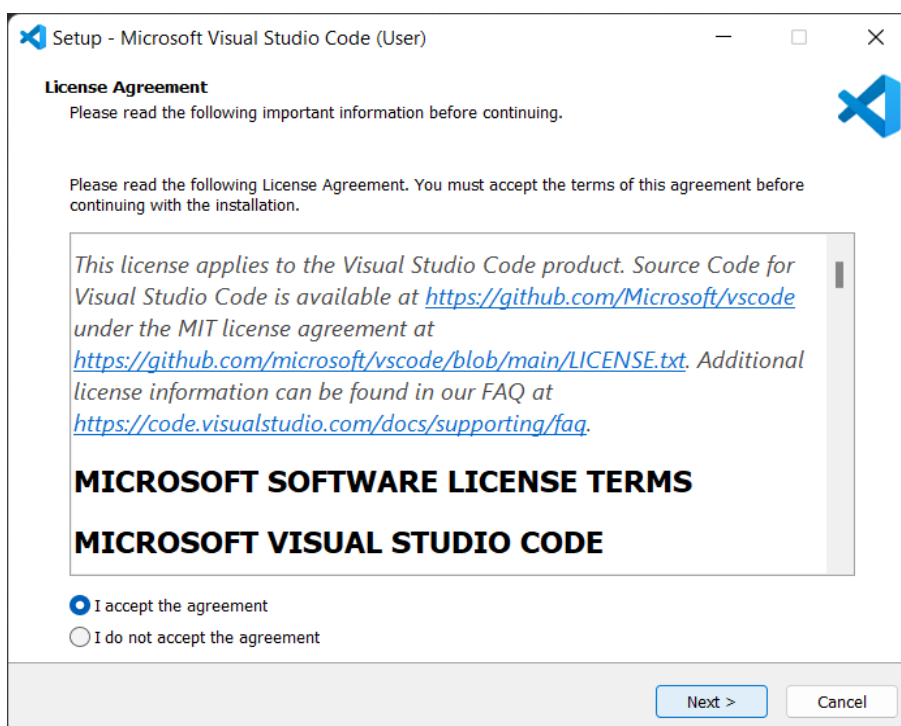 Setup - Microsoft Visual Studio Code (User)
License Agreement
Please read the following important information before continuing.
Please read the following License Agreement. You must accept the terms of this agreement before
continuing with the installation.
This license applies to the Visual Studio Code product. Source Code for
Visual Studio Code is available at https://github.com/Microsoft/vscode
under the MIT license agreement at
https://github.com/microsoft/vscode/blob/main/LICENSE.txt. Additional
license information can be found in our FAQ at
https://code.visualstudio.com/docs/supporting/faq.
MICROSOFT SOFTWARE LICENSE TERMS
MICROSOFT VISUAL STUDIO CODE
I accept the agreement
I do not accept the agreement
Next >
Cancel